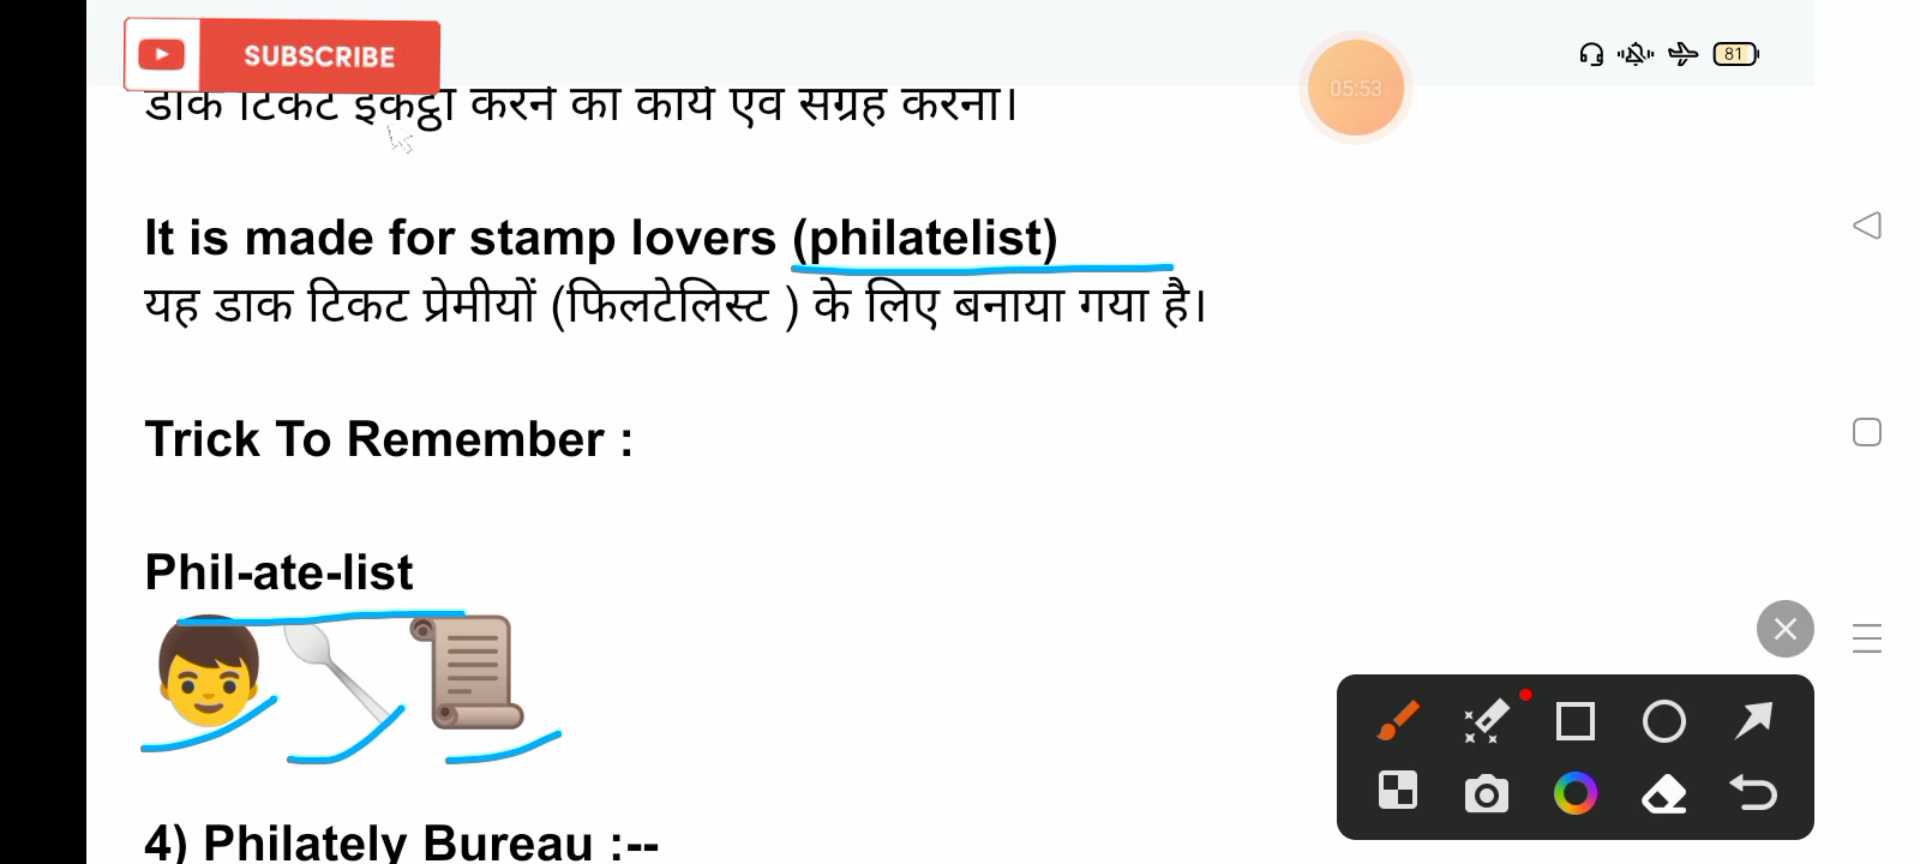 SUBSCRIBE
05:53
81
डाक टिकट इकट्ठा करने का कार्य एवं संग्रह करना।
It is made for stamp lovers (philatelist)
यह डाक टिकट प्रेमीयों (फिलटेलिस्ट ) के लिए बनाया गया है।
Trick To Remember :
Phil-ate-list
4) Philately Bureau :--